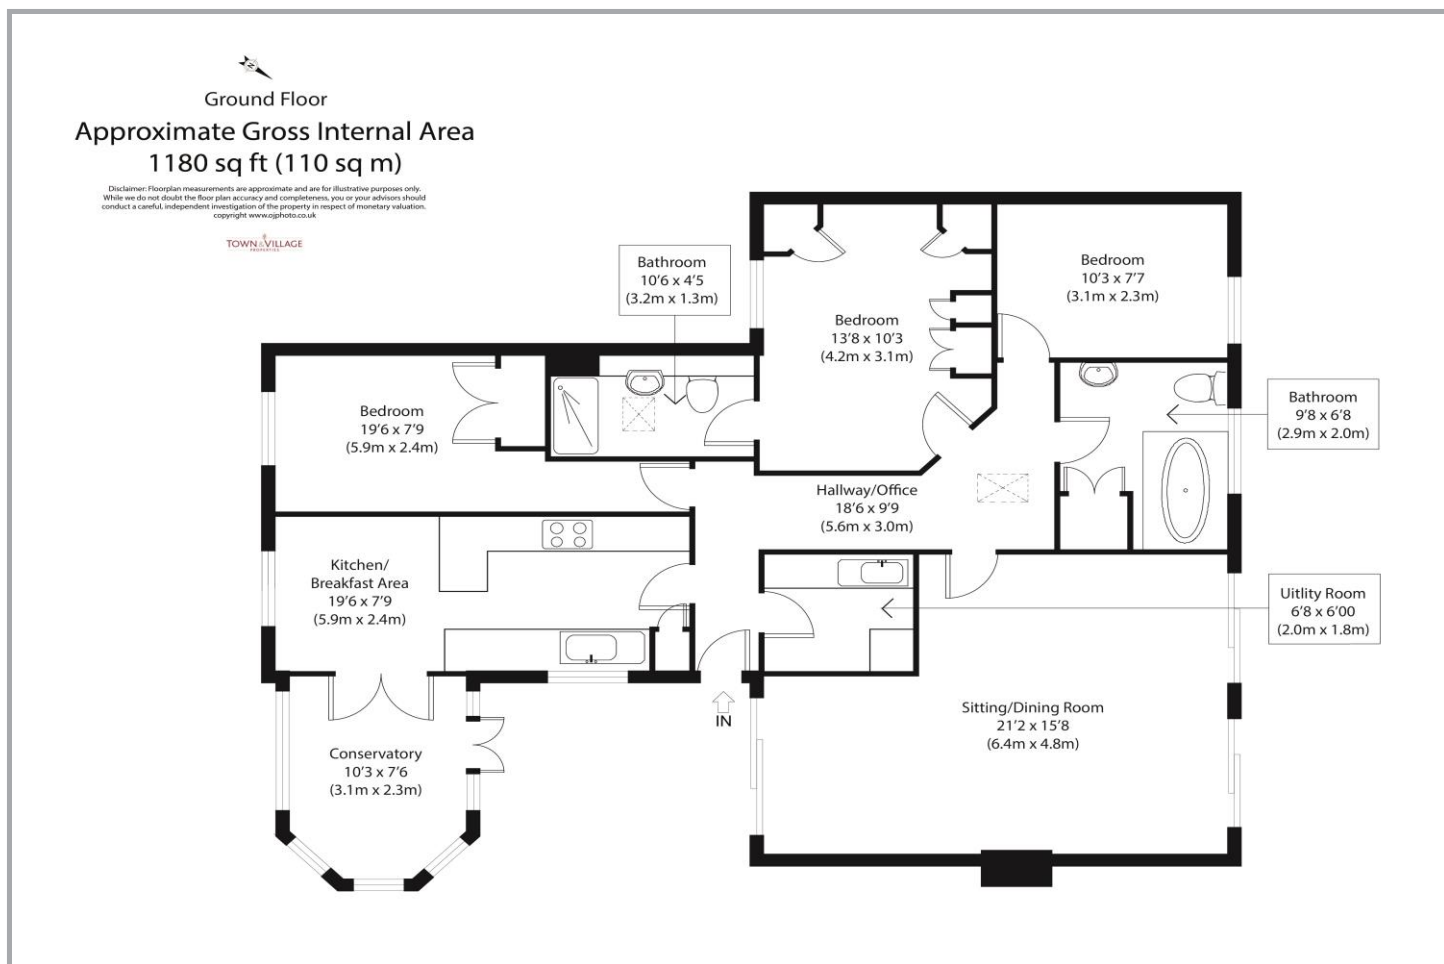 N
Ground Floor
Approximate Gross Internal Area
1180 sq ft (110 sq m)
Disclaimer: Floorplan measurements are approximate and are for illustrative purposes only.
While we do not doubt the floor plan accuracy and completeness, you or your advisors should
conduct a careful, independent investigation of the property in respect of monetary valuation.
copyright www.ojphoto.co.uk
TOWN & VILLAGE
PROPERTIES
Bathroom
10'6 x 4'5
(3.2m x 1.3m)
Bedroom
10'3 x 7'7
(3.1m x 2.3m)
Bedroom
13'8 x 10'3
(4.2m x 3.1m)
Bedroom
19'6 x 7'9
(5.9m x 2.4m)
Bathroom
9'8 x 6'8
(2.9m x 2.0m)
Hallway/Office
18'6 x 9'9
(5.6m x 3.0m)
Kitchen/
Breakfast Area
19'6 x 7'9
(5.9m x 2.4m)
Uitlity Room
6'8 x 6'00
(2.0m x 1.8m)
IN
Sitting/Dining Room
21'2 x 15'8
(6.4m x 4.8m)
Conservatory
10'3 x 7'6
(3.1m x 2.3m)